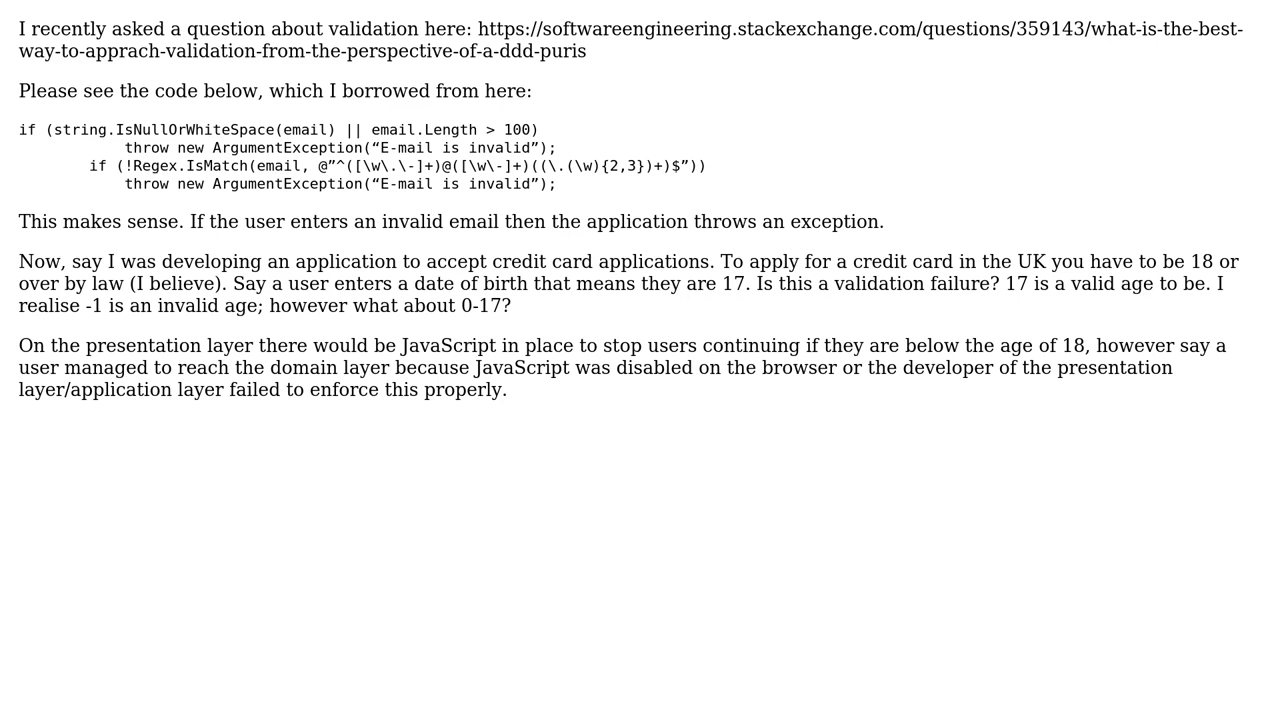 I recently asked a question about validation here: https://softwareengineering.stackexchange.com/questions/359143/what-is-the-best-
way-to-apprach-validation-from-the-perspective-of-a-ddd-puris
Please see the code below, which I borrowed from here:
if (string.IsNullOrWhiteSpace(email) || email.Length > 100)
            throw new ArgumentException(“E-mail is invalid”);
        if (!Regex.IsMatch(email, @”^([\w\.\-]+)@([\w\-]+)((\.(\w){2,3})+)$”))
            throw new ArgumentException(“E-mail is invalid”);
This makes sense. If the user enters an invalid email then the application throws an exception.
Now, say I was developing an application to accept credit card applications. To apply for a credit card in the UK you have to be 18 or
over by law (I believe). Say a user enters a date of birth that means they are 17. Is this a validation failure? 17 is a valid age to be. I
realise -1 is an invalid age; however what about 0-17?
On the presentation layer there would be JavaScript in place to stop users continuing if they are below the age of 18, however say a
user managed to reach the domain layer because JavaScript was disabled on the browser or the developer of the presentation
layer/application layer failed to enforce this properly.